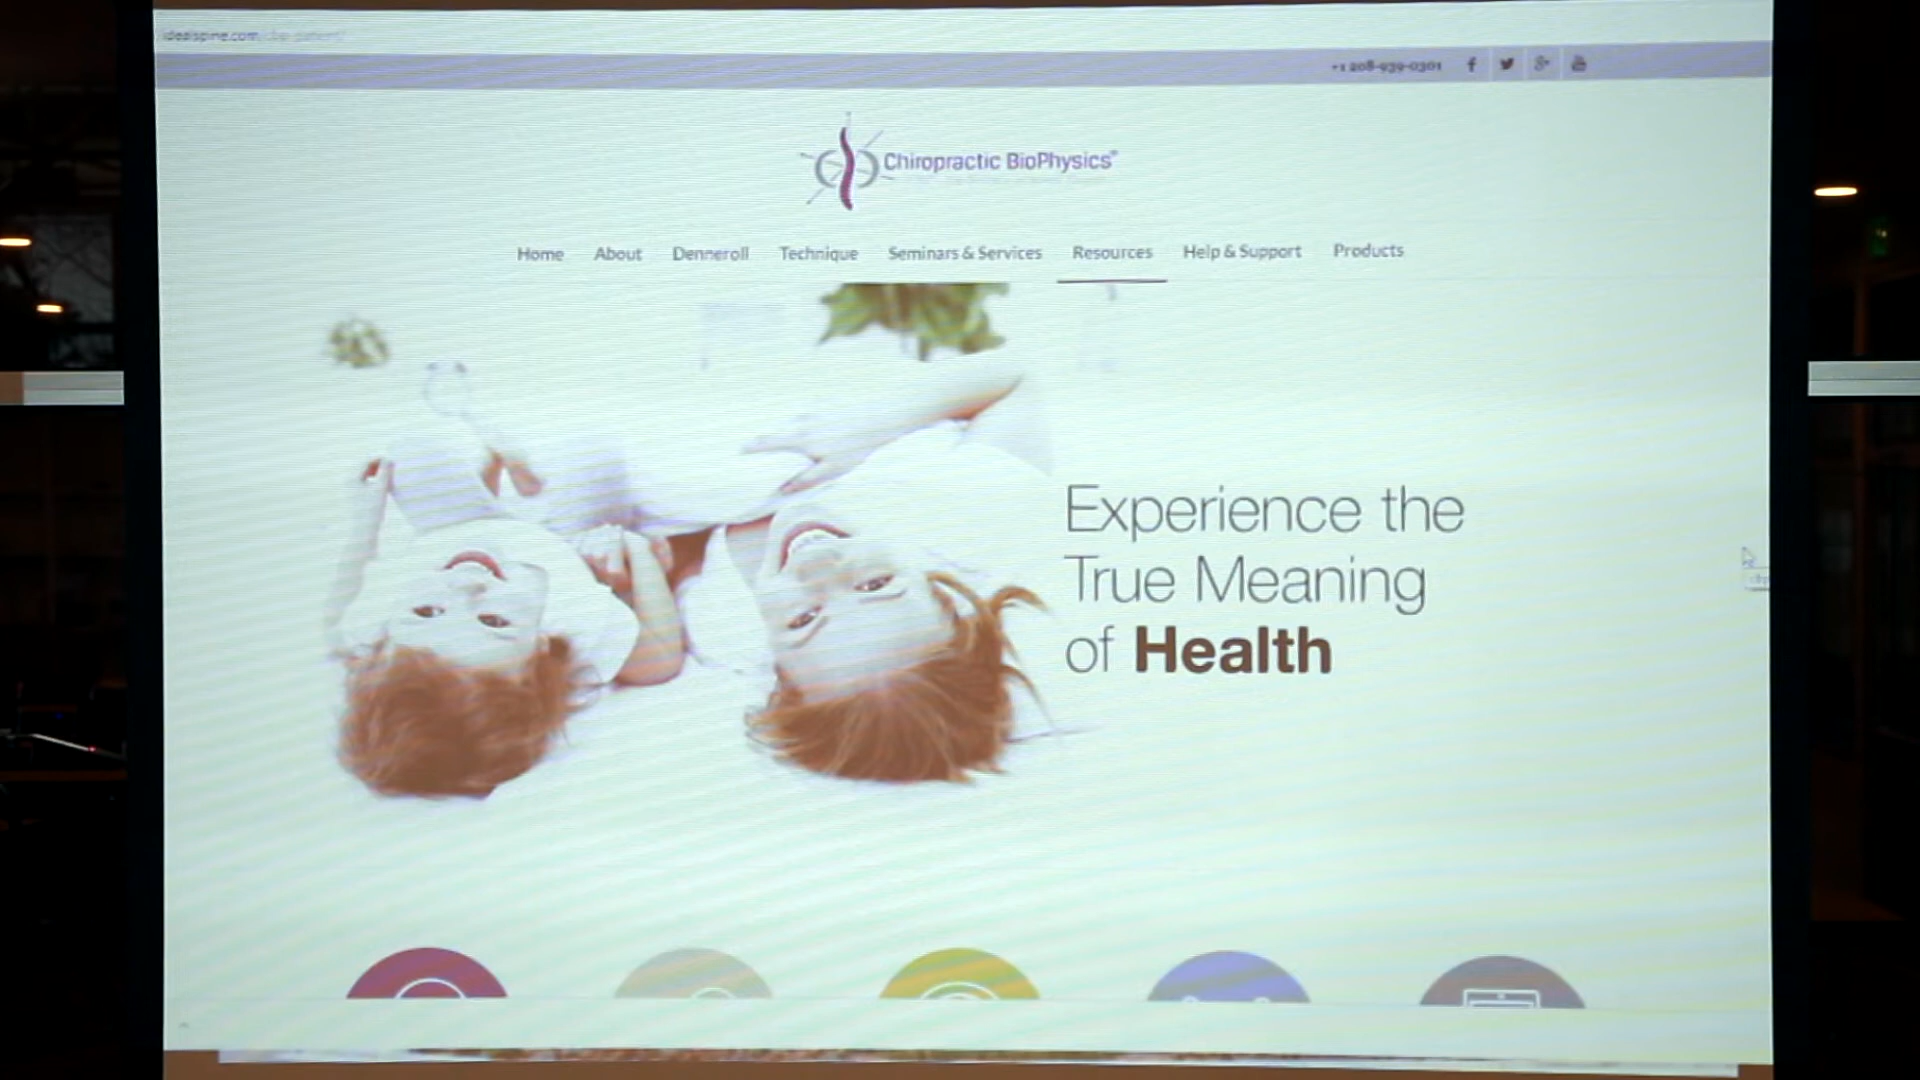 idealspine.com
+1 208-939-0301
Chiropractic BioPhysics®
Home About Denneroll Technique Seminars & Services Resources Help & Support Products
Experience the
True Meaning
of Health